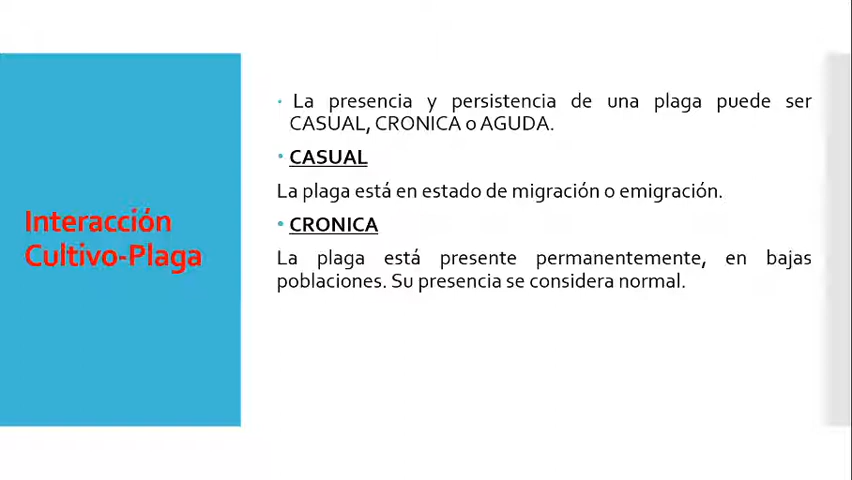 Interacción
Cultivo-Plaga
• La presencia y persistencia de una plaga puede ser
CASUAL, CRONICA o AGUDA.
• CASUAL
La plaga está en estado de migración o emigración.
• CRONICA
La plaga está presente permanentemente, en bajas
poblaciones. Su presencia se considera normal.